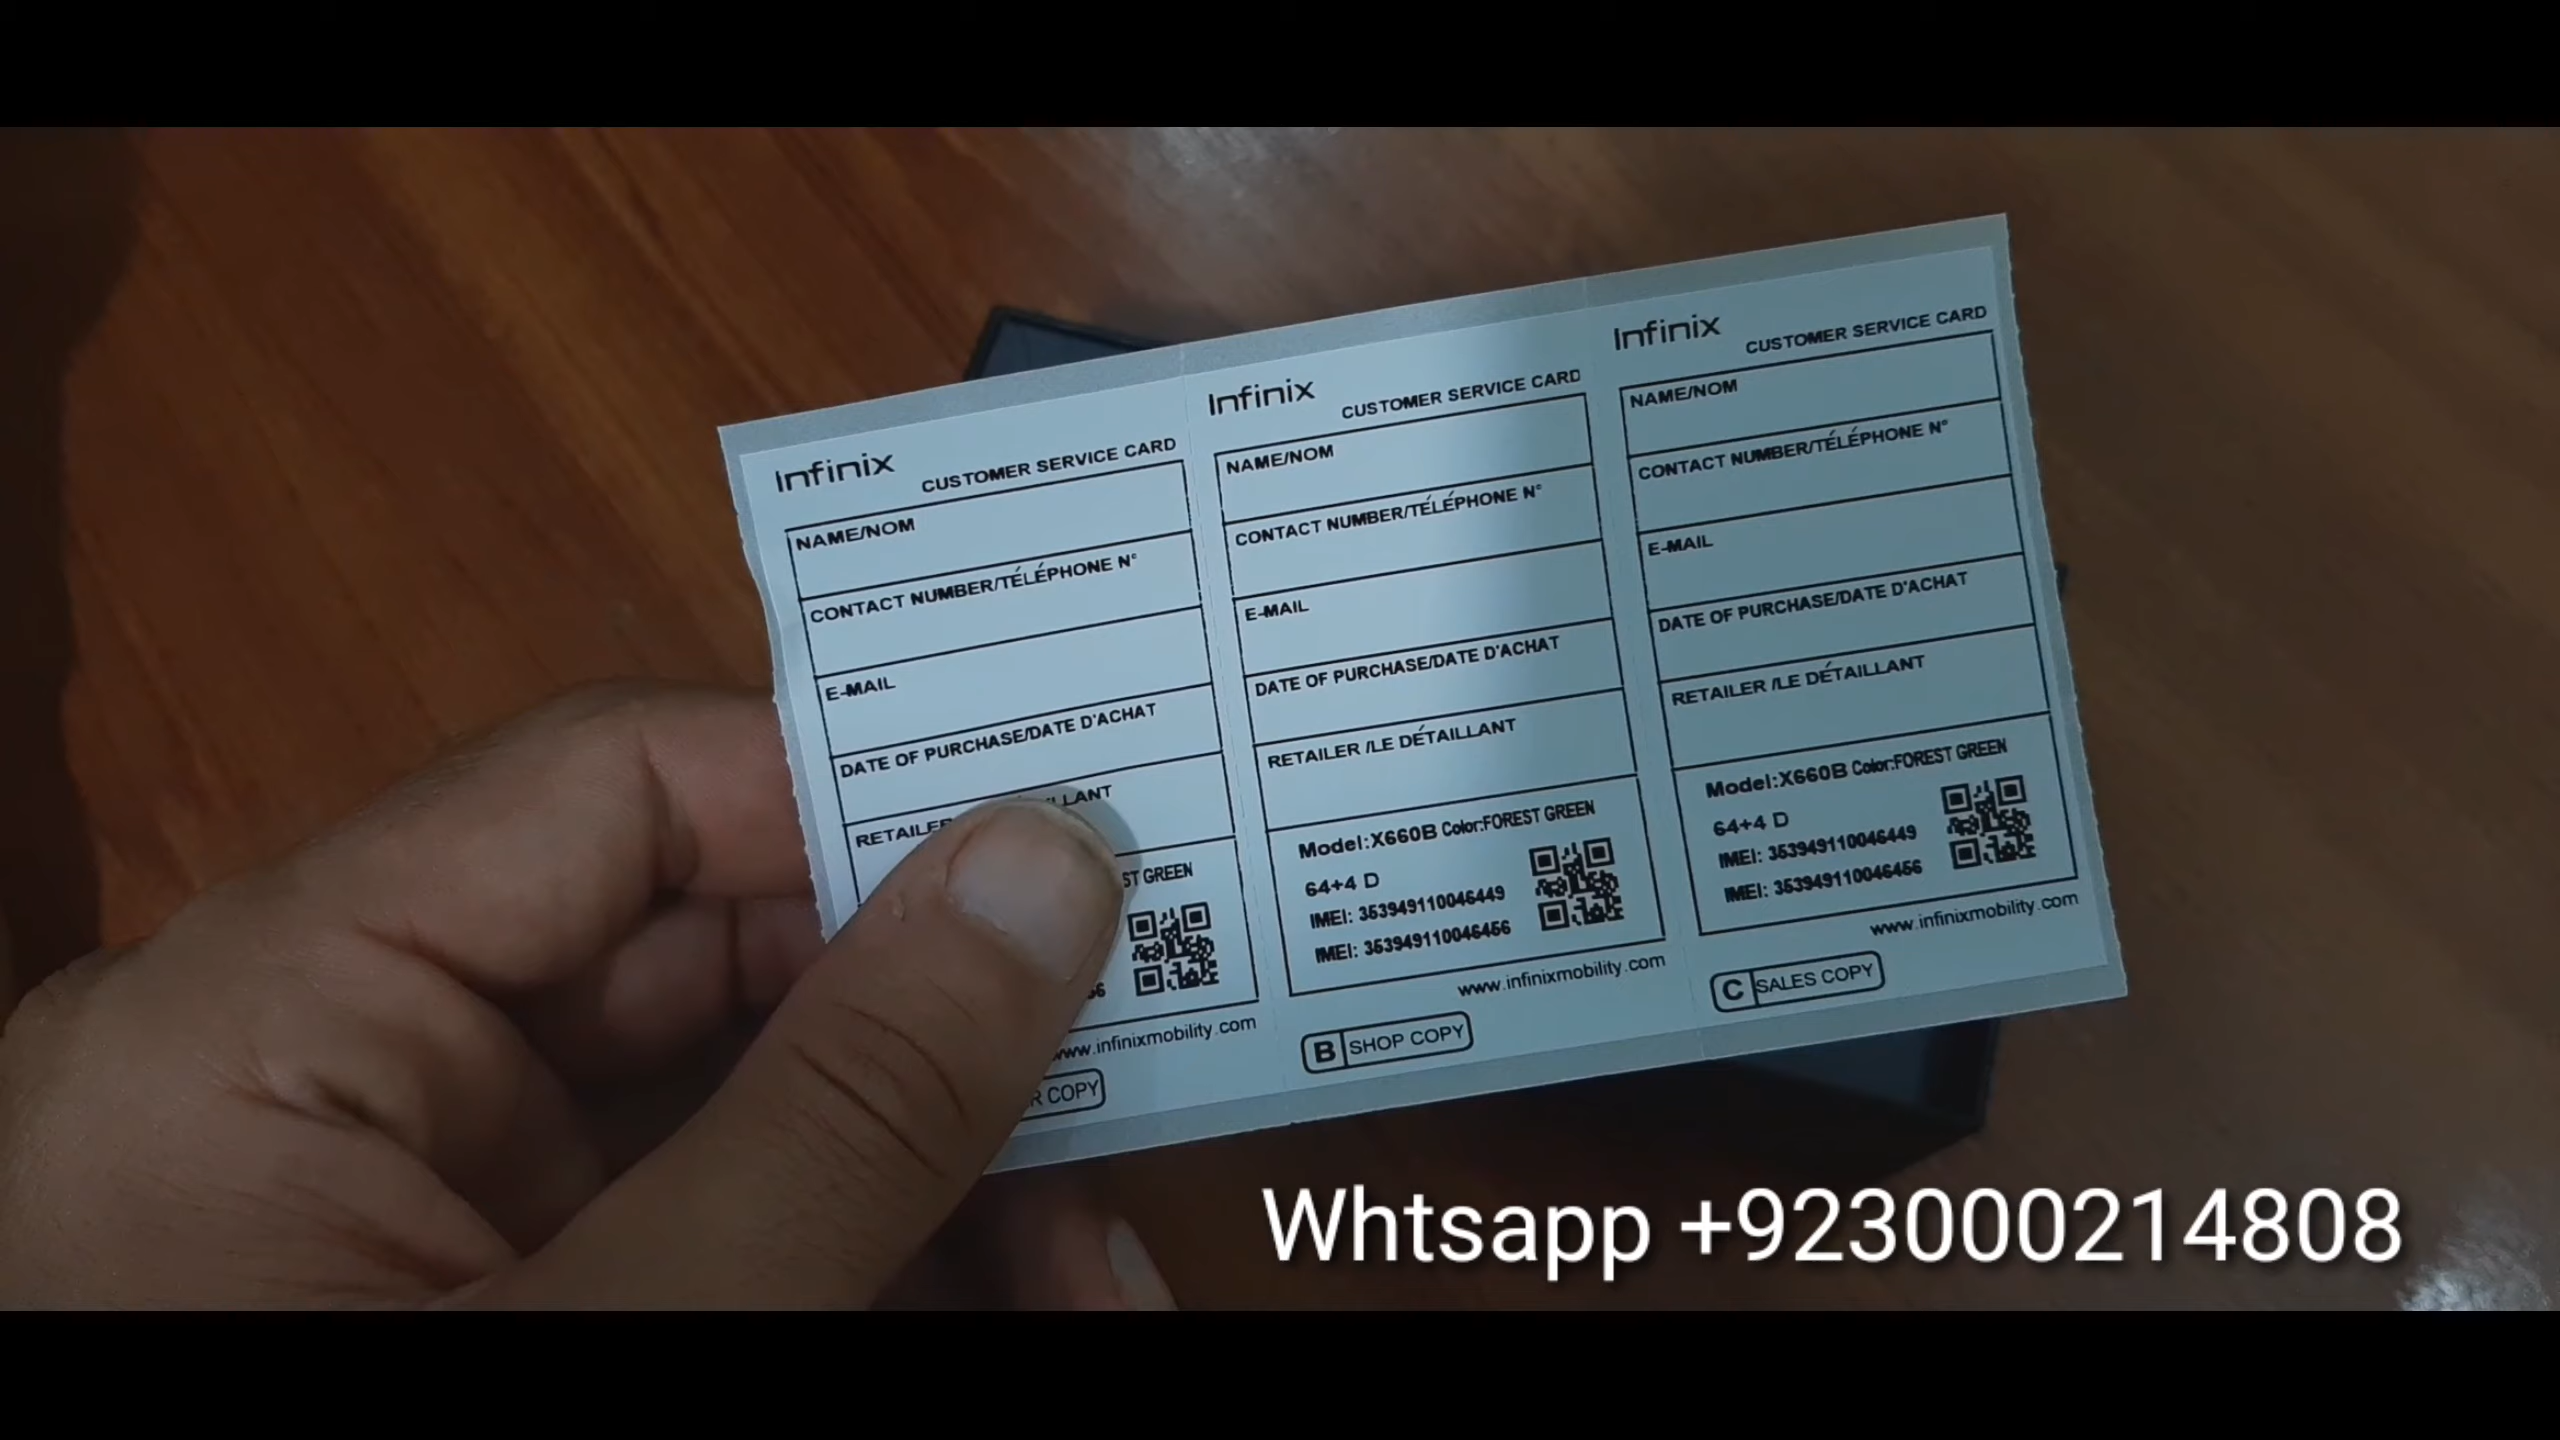 Infinix CUSTOMER SERVICE CARD
NAME/NOM
CONTACT NUMBER/TÉLÉPHONE N°
E-MAIL
DATE OF PURCHASE/DATE D'ACHAT
RETAILER LLANT
ST GREEN
56
www.infinixmobility.com
R COPY
Infinix CUSTOMER SERVICE CARD
NAME/NOM
CONTACT NUMBER/TÉLÉPHONE N°
E-MAIL
DATE OF PURCHASE/DATE D'ACHAT
RETAILER /LE DÉTAILLANT
Model:X660B Color:FOREST GREEN
64+4 D
IMEI: 353949110046449
IMEI: 353949110046456
www.infinixmobility.com
B SHOP COPY
Infinix CUSTOMER SERVICE CARD
NAME/NOM
CONTACT NUMBER/TÉLÉPHONE N°
E-MAIL
DATE OF PURCHASE/DATE D'ACHAT
RETAILER /LE DÉTAILLANT
Model:X660B Color:FOREST GREEN
64+4 D
IMEI: 353949110046449
IMEI: 353949110046456
www.infinixmobility.com
C SALES COPY
Whtsapp +923000214808